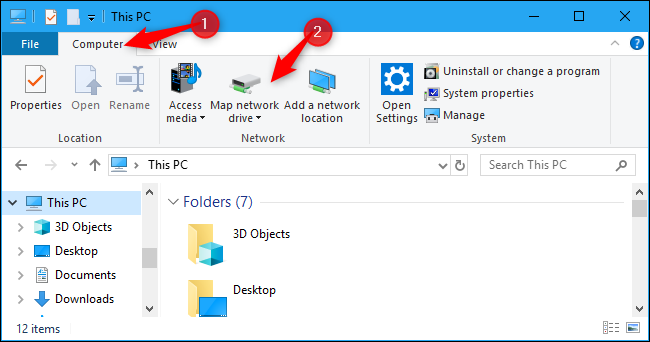 This PC
1
File
Computer
View
2
Properties
Open
Rename
Location
Access media
Map network drive
Add a network location
Network
Open Settings
Uninstall or change a program
System properties
Manage
System
This PC
Search This PC
This PC
3D Objects
Desktop
Documents
Downloads
Folders (7)
3D Objects
Desktop
12 items